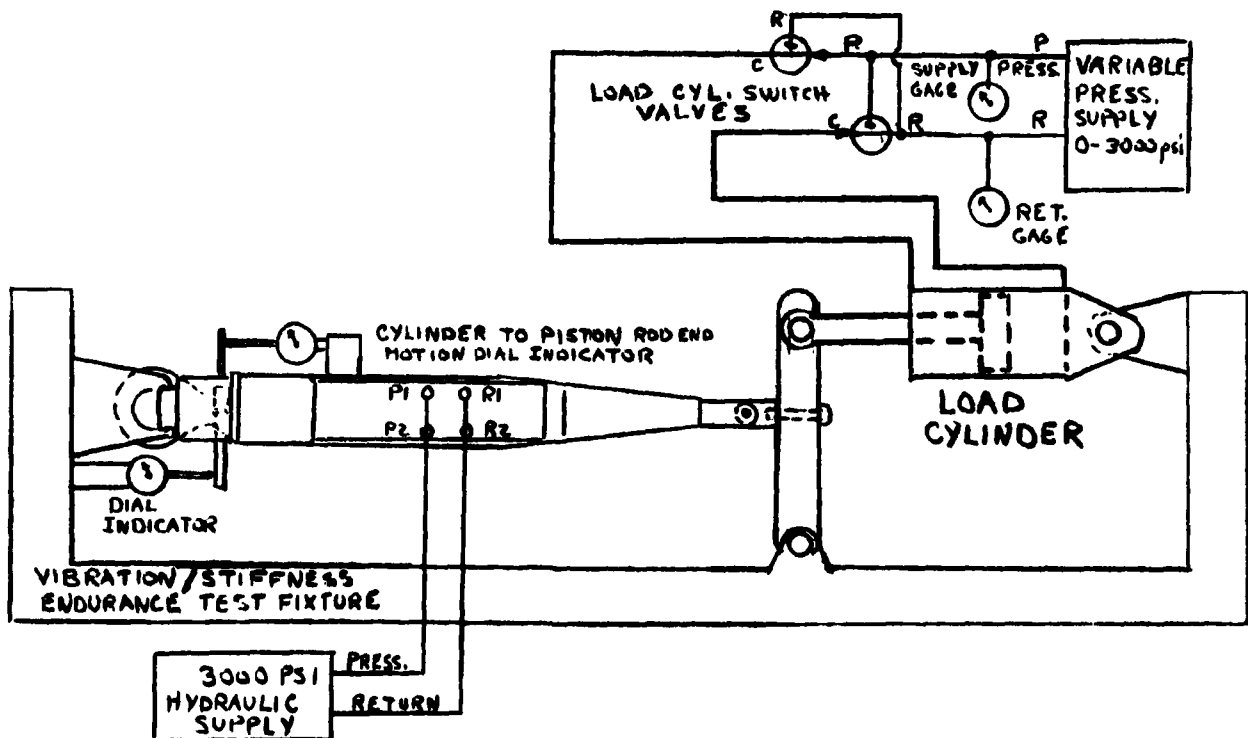 R
R
P
C
SUPPLY PRESS.
GAGE
VARIABLE
PRESS.
SUPPLY
0-3000 psi
LOAD CYL. SWITCH
VALVES
C
R
R
RET.
GAGE
CYLINDER TO PISTON ROD END
MOTION DIAL INDICATOR
P1 R1
P2 R2
LOAD
CYLINDER
DIAL
INDICATOR
VIBRATION/STIFFNESS
ENDURANCE TEST FIXTURE
PRESS.
3000 PSI
HYDRAULIC
SUPPLY
RETURN